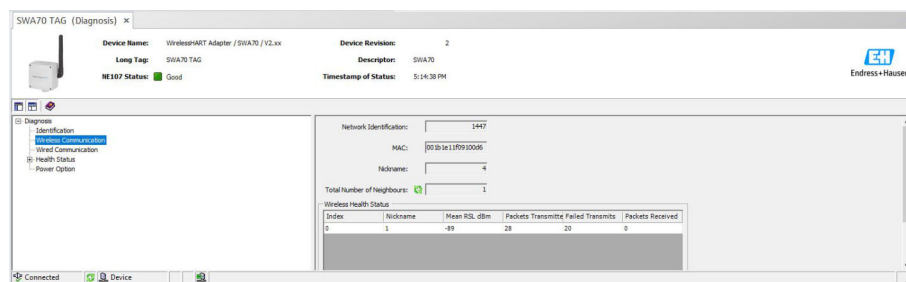 SWA70 TAG (Diagnosis) ×
Device Name: WirelessHART Adapter / SWA70 / V2.xx Device Revision: 2
Long Tag: SWA70 TAG Descriptor: SWA70
NE107 Status: Good Timestamp of Status: 5:14:38 PM
EH
Endress+Hauser
Diagnosis
Identification
Wireless Communication
Wired Communication
Health Status
Power Option
Network Identification: 1447
MAC: 001b1e11f09100d6
Nickname: 4
Total Number of Neighbours: 1
Wireless Health Status
Index Nickname Mean RSL dBm Packets Transmitte Failed Transmits Packets Received
0 1 -89 28 20 0
Connected Device